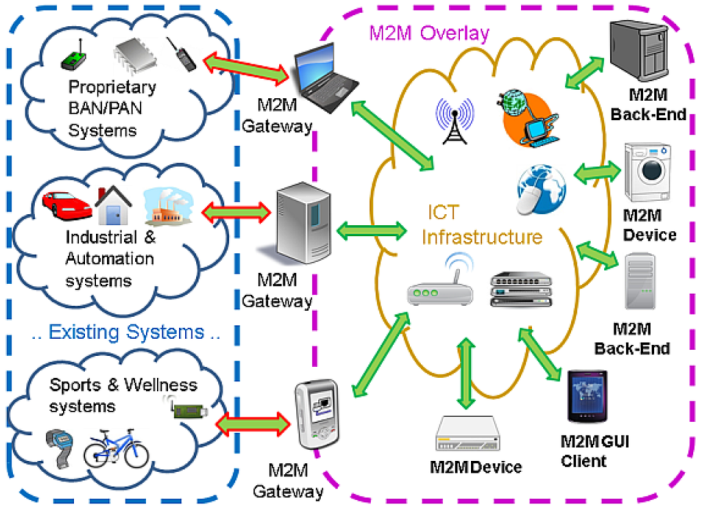 M2M Overlay
Proprietary
BAN/PAN
Systems
M2M
Gateway
M2M
Back-End
Industrial &
Automation
systems
M2M
Gateway
ICT
Infrastructure
M2M
Device
.. Existing Systems ..
M2M
Back-End
Sports & Wellness
systems
M2M
Gateway
M2M Device
M2M GUI
Client